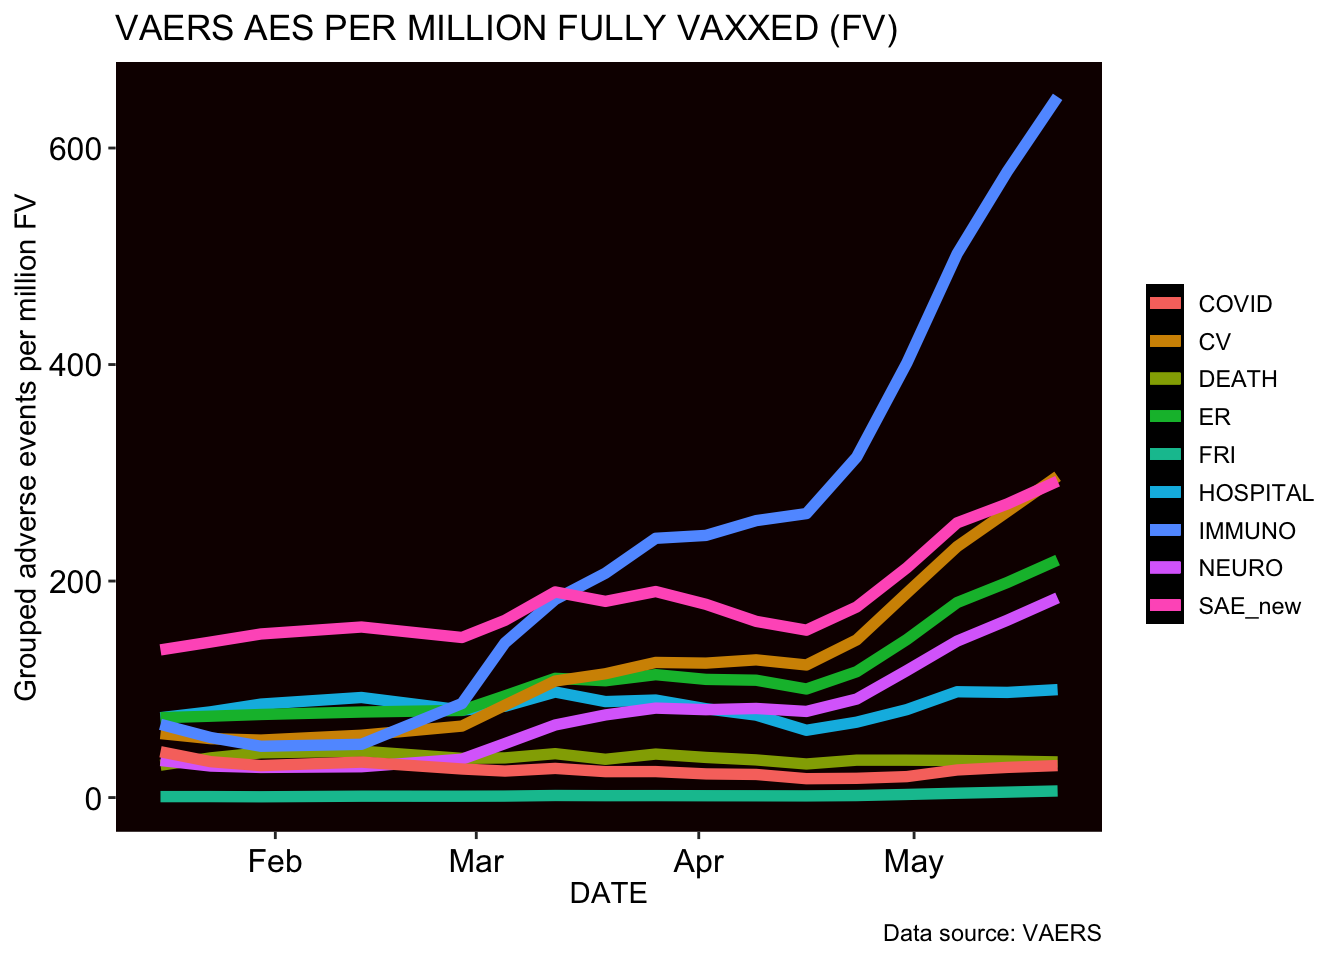 VAERS AES PER MILLION FULLY VAXXED (FV)
Grouped adverse events per million FV
600
400
200
0
Feb Mar Apr May
DATE
COVID
CV
DEATH
ER
FRI
HOSPITAL
IMMUNO
NEURO
SAE_new
Data source: VAERS